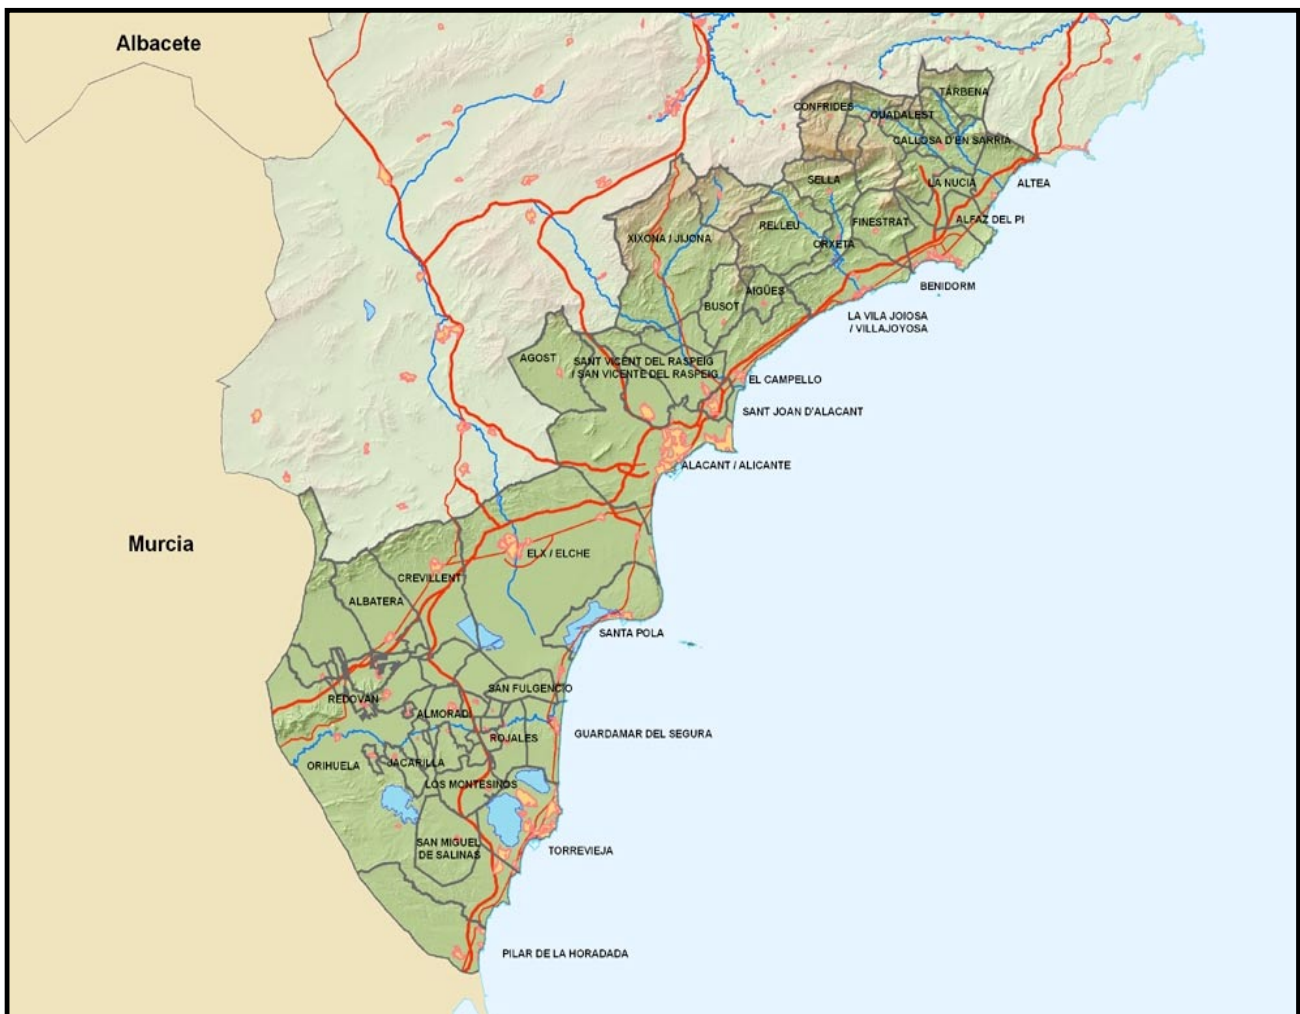 Albacete
TÀRBENA
CONFRIDES
GUADALEST
CALLOSA D'EN SARRIÀ
SELLA
LA NUCIA
ALTEA
ALFAZ DEL PI
RELLEU
FINESTRAT
XIXONA / JIJONA
ORXETA
BENIDORM
AIGÜES
BUSOT
LA VILA JOIOSA
/ VILLAJOYOSA
AGOST
SANT VICENT DEL RASPEIG
/ SAN VICENTE DEL RASPEIG
EL CAMPELLO
SANT JOAN D'ALACANT
ALACANT / ALICANTE
Murcia
ELX / ELCHE
CREVILLENT
ALBATERA
SANTA POLA
SAN FULGENCIO
REDOVÁN
ALMORADÍ
GUARDAMAR DEL SEGURA
ROJALES
ORIHUELA
JACARILLA
LOS MONTESINOS
SAN MIGUEL
DE SALINAS
TORREVIEJA
PILAR DE LA HORADADA